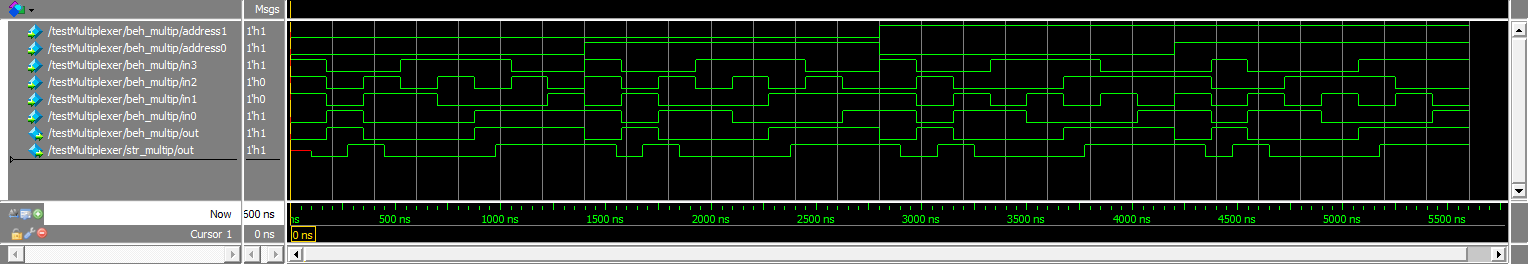 Msgs
/testMultiplexer/beh_multip/address1 1'h1
/testMultiplexer/beh_multip/address0 1'h1
/testMultiplexer/beh_multip/in3 1'h1
/testMultiplexer/beh_multip/in2 1'h0
/testMultiplexer/beh_multip/in1 1'h0
/testMultiplexer/beh_multip/in0 1'h1
/testMultiplexer/beh_multip/out 1'h1
/testMultiplexer/str_multip/out 1'h1
Now 600 ns ns 500 ns 1000 ns 1500 ns 2000 ns 2500 ns 3000 ns 3500 ns 4000 ns 4500 ns 5000 ns 5500 ns
Cursor 1 0 ns 0 ns